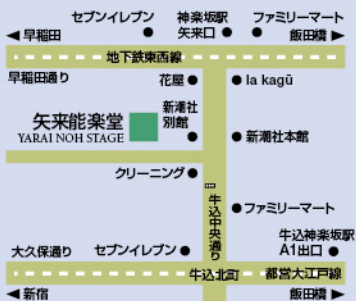 セブンイレブン
神楽坂駅
矢来口
ファミリーマート
◀早稲田
飯田橋▶
地下鉄東西線
早稲田通り
花屋
la kagū
新潮社
別館
矢来能楽堂
YARAI NOH STAGE
新潮社本館
クリーニング
牛込中央通り
ファミリーマート
牛込神楽坂駅
A1出口
大久保通り
セブンイレブン
牛込北町
都営大江戸線
◀新宿
飯田橋▶